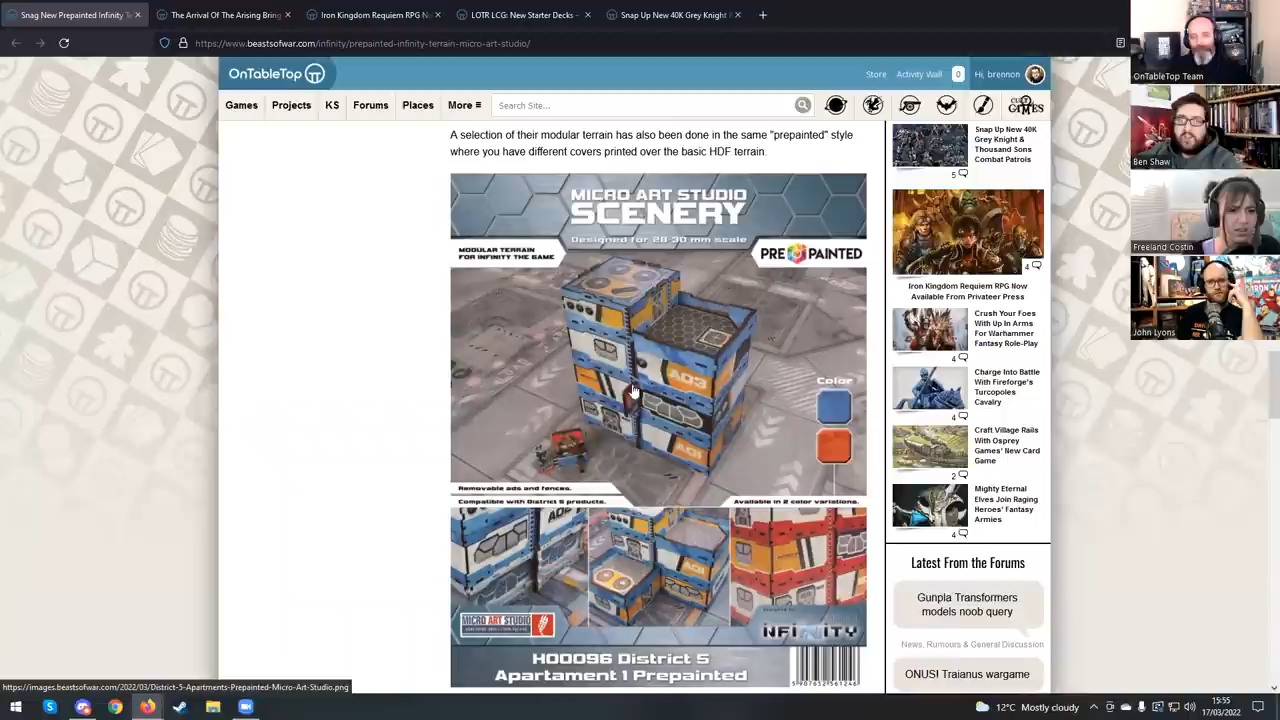 Snag New Prepainted Infinity Te
The Arrival Of The Arising Bring
Iron Kingdom Requiem RPG N
LOTR LCG: New Starter Decks –
Snap Up New 40K Grey Knight &
https://www.beastsofwar.com/infinity/prepainted-infinity-terrain-micro-art-studio/
OnTableTop
Store
Activity Wall
0
Hi, brennon
Games
Projects
KS
Forums
Places
More
Search Site...
GAMES
A selection of their modular terrain has also been done in the same "prepainted" style
where you have different covers printed over the basic HDF terrain.
MICRO ART STUDIO
SCENERY
Designed for 28-30 mm scale
MODULAR TERRAIN
FOR INFINITY THE GAME
PREPAINTED
A03
A01
Color
Removable ads and fences.
Compatible with District 5 products.
Available in 2 color variations.
MICRO ART STUDIO
INFINITY
H00096 District 5
Apartament 1 Prepainted
5 907652 561246
Snap Up New 40K
Grey Knight &
Thousand Sons
Combat Patrols
5
4
Iron Kingdom Requiem RPG Now
Available From Privateer Press
Crush Your Foes
With Up In Arms
For Warhammer
Fantasy Role-Play
4
Charge Into Battle
With Fireforge's
Turcopoles
Cavalry
4
Craft Village Rails
With Osprey
Games' New Card
Game
2
Mighty Eternal
Elves Join Raging
Heroes' Fantasy
Armies
4
Latest From the Forums
Gunpla Transformers
models noob query
News, Rumours & General Discussion
ONUS! Traianus wargame
OnTableTop Team
Ben Shaw
Freeland Costin
John Lyons
https://images.beastsofwar.com/2022/03/District-5-Apartments-Prepainted-Micro-Art-Studio.png
12°C Mostly cloudy
15:55
17/03/2022